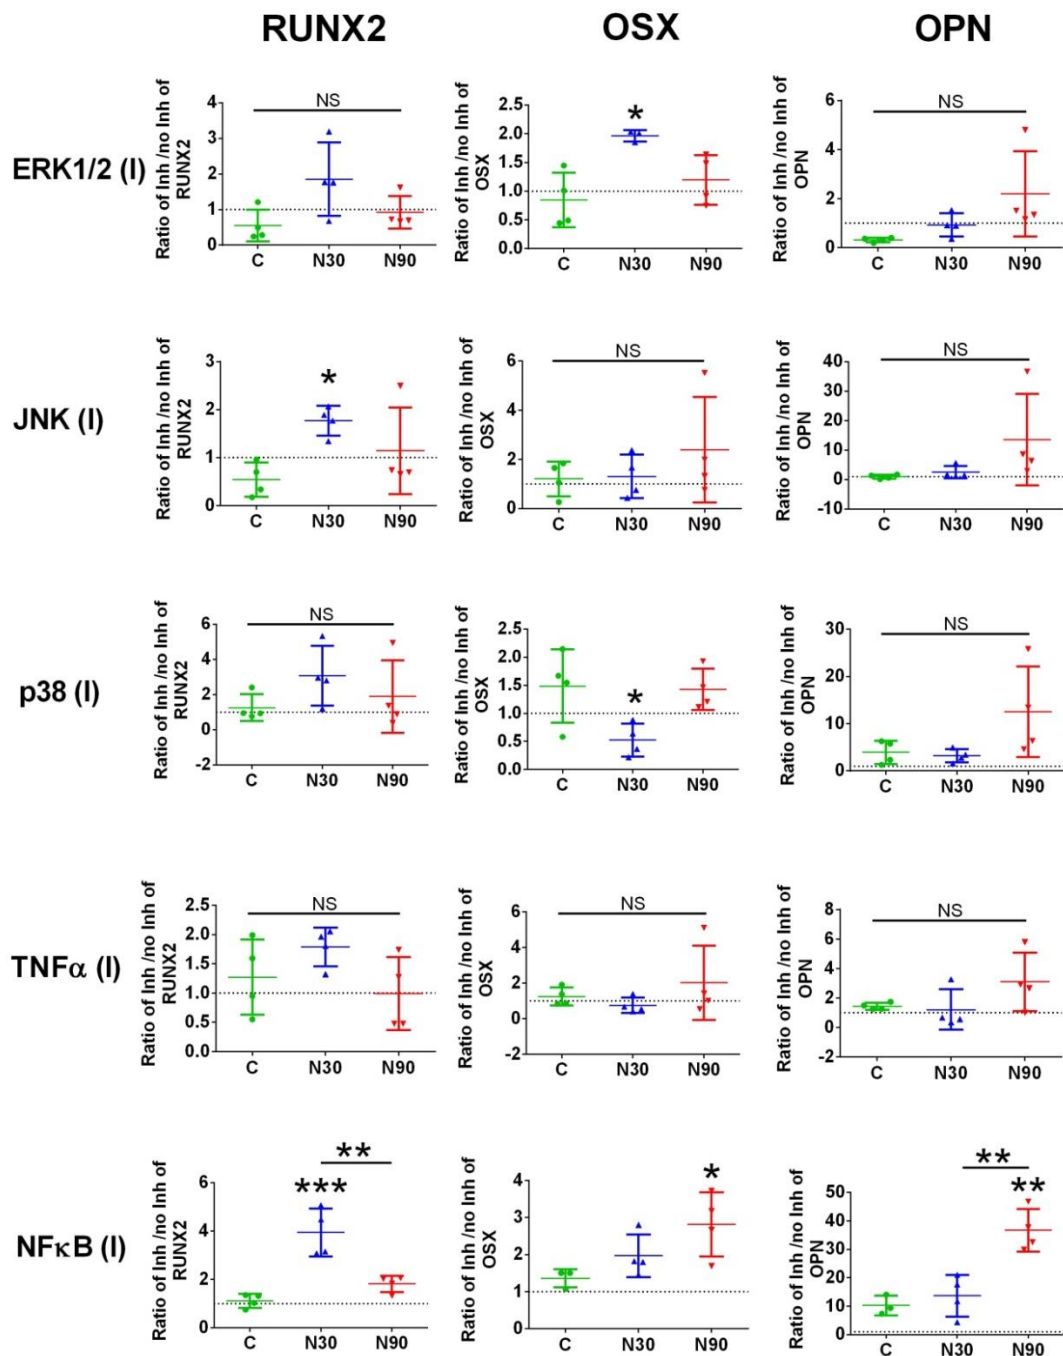 RUNX2 OSX OPN
ERK1/2 (I)
Ratio of Inh /no Inh of
RUNX2
4
3
2
1
0
NS
C N30 N90
Ratio of Inh /no Inh of
OSX
2.5
2.0
1.5
1.0
0.5
0.0
*
C N30 N90
Ratio of Inh /no Inh of
OPN
6
4
2
0
NS
C N30 N90
JNK (I)
Ratio of Inh /no Inh of
RUNX2
3
2
1
0
*
C N30 N90
Ratio of Inh /no Inh of
OSX
6
4
2
0
NS
C N30 N90
Ratio of Inh /no Inh of
OPN
40
30
20
10
0
-10
NS
C N30 N90
p38 (I)
Ratio of Inh /no Inh of
RUNX2
6
4
2
0
-2
NS
C N30 N90
Ratio of Inh /no Inh of
OSX
2.5
2.0
1.5
1.0
0.5
0.0
*
C N30 N90
Ratio of Inh /no Inh of
OPN
30
20
10
0
NS
C N30 N90
TNFα (I)
Ratio of Inh /no Inh of
RUNX2
2.5
2.0
1.5
1.0
0.5
0.0
NS
C N30 N90
Ratio of Inh /no Inh of
OSX
6
4
2
0
-2
NS
C N30 N90
Ratio of Inh /no Inh of
OPN
8
6
4
2
0
-2
NS
C N30 N90
NFκB (I)
Ratio of Inh /no Inh of
RUNX2
6
4
2
0
**
***
C N30 N90
Ratio of Inh /no Inh of
OSX
4
3
2
1
0
*
C N30 N90
Ratio of Inh /no Inh of
OPN
50
40
30
20
10
0
**
**
C N30 N90